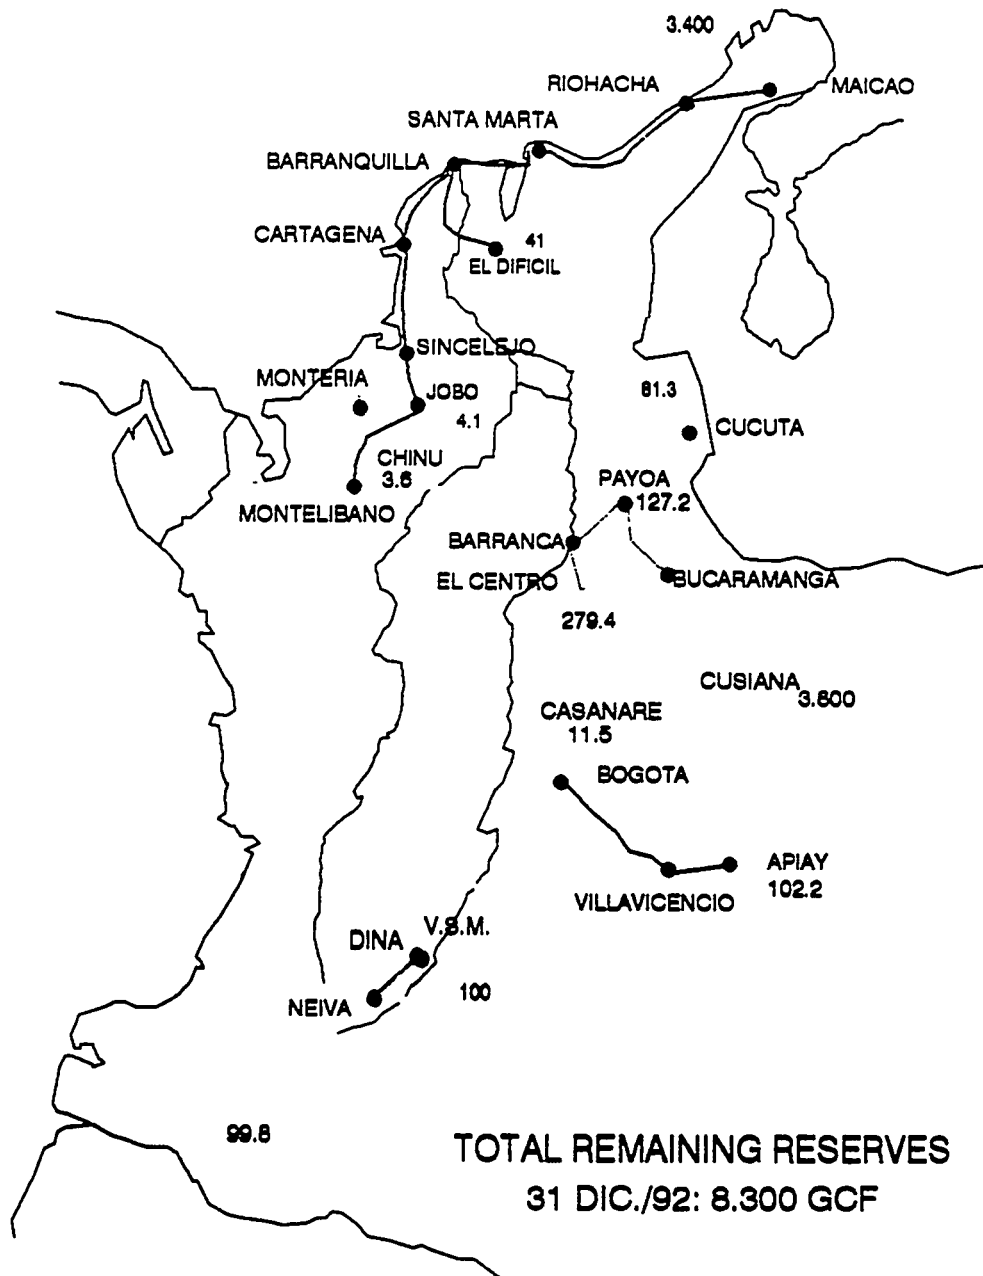 3.400
RIOHACHA
MAICAO
SANTA MARTA
BARRANQUILLA
CARTAGENA
41
EL DIFICIL
SINCELEJO
MONTERIA
JOBO
4.1
81.3
CUCUTA
CHINU
3.6
PAYOA
127.2
MONTELIBANO
BARRANCA
EL CENTRO
BUCARAMANGA
279.4
CUSIANA
3.800
CASANARE
11.5
BOGOTA
APIAY
102.2
VILLAVICENCIO
V.S.M.
DINA
100
NEIVA
99.8
TOTAL REMAINING RESERVES
31 DIC./92: 8.300 GCF